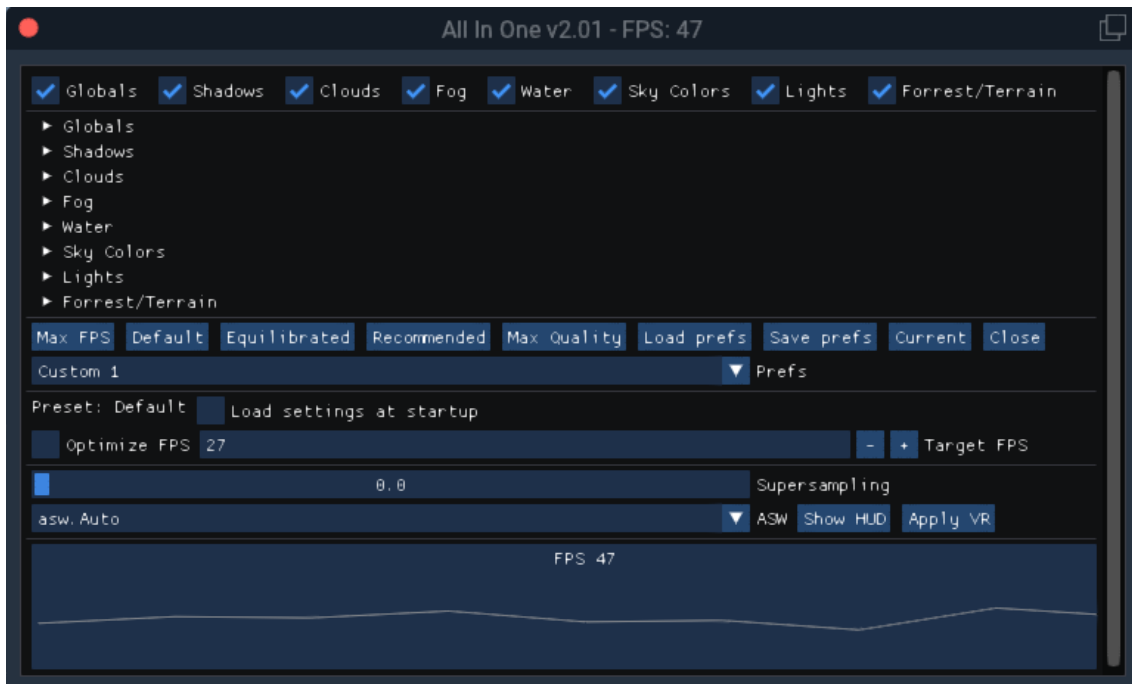 All In One v2.01 - FPS: 47
Globals Shadows Clouds Fog Water Sky Colors Lights Forrest/Terrain
Globals
Shadows
Clouds
Fog
Water
Sky Colors
Lights
Forrest/Terrain
Max FPS Default Equilibrated Recommended Max Quality Load prefs Save prefs Current Close
Custom 1 Prefs
Preset: Default Load settings at startup
Optimize FPS 27 - + Target FPS
0.0 Supersampling
asw.Auto ASW Show HUD Apply VR
FPS 47